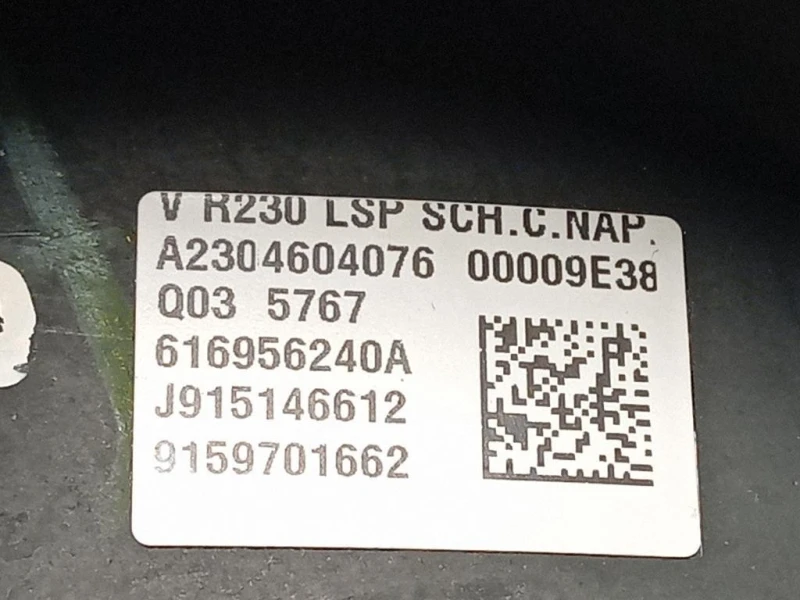 V R230 LSP SCH.C.NAP.
A2304604076 00009E38
Q03 5767
616956240A
J915146612
9159701662